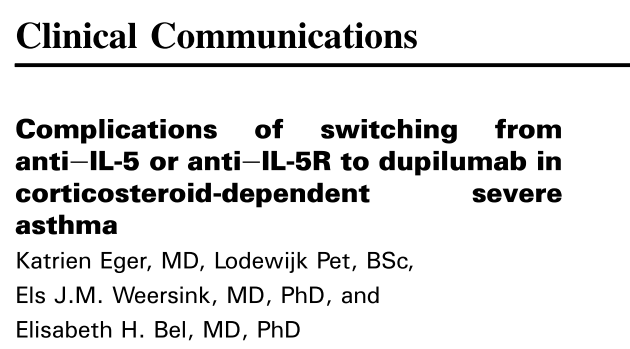 Clinical Communications
Complications of switching from
anti–IL-5 or anti–IL-5R to dupilumab in
corticosteroid-dependent severe
asthma
Katrien Eger, MD, Lodewijk Pet, BSc,
Els J.M. Weersink, MD, PhD, and
Elisabeth H. Bel, MD, PhD